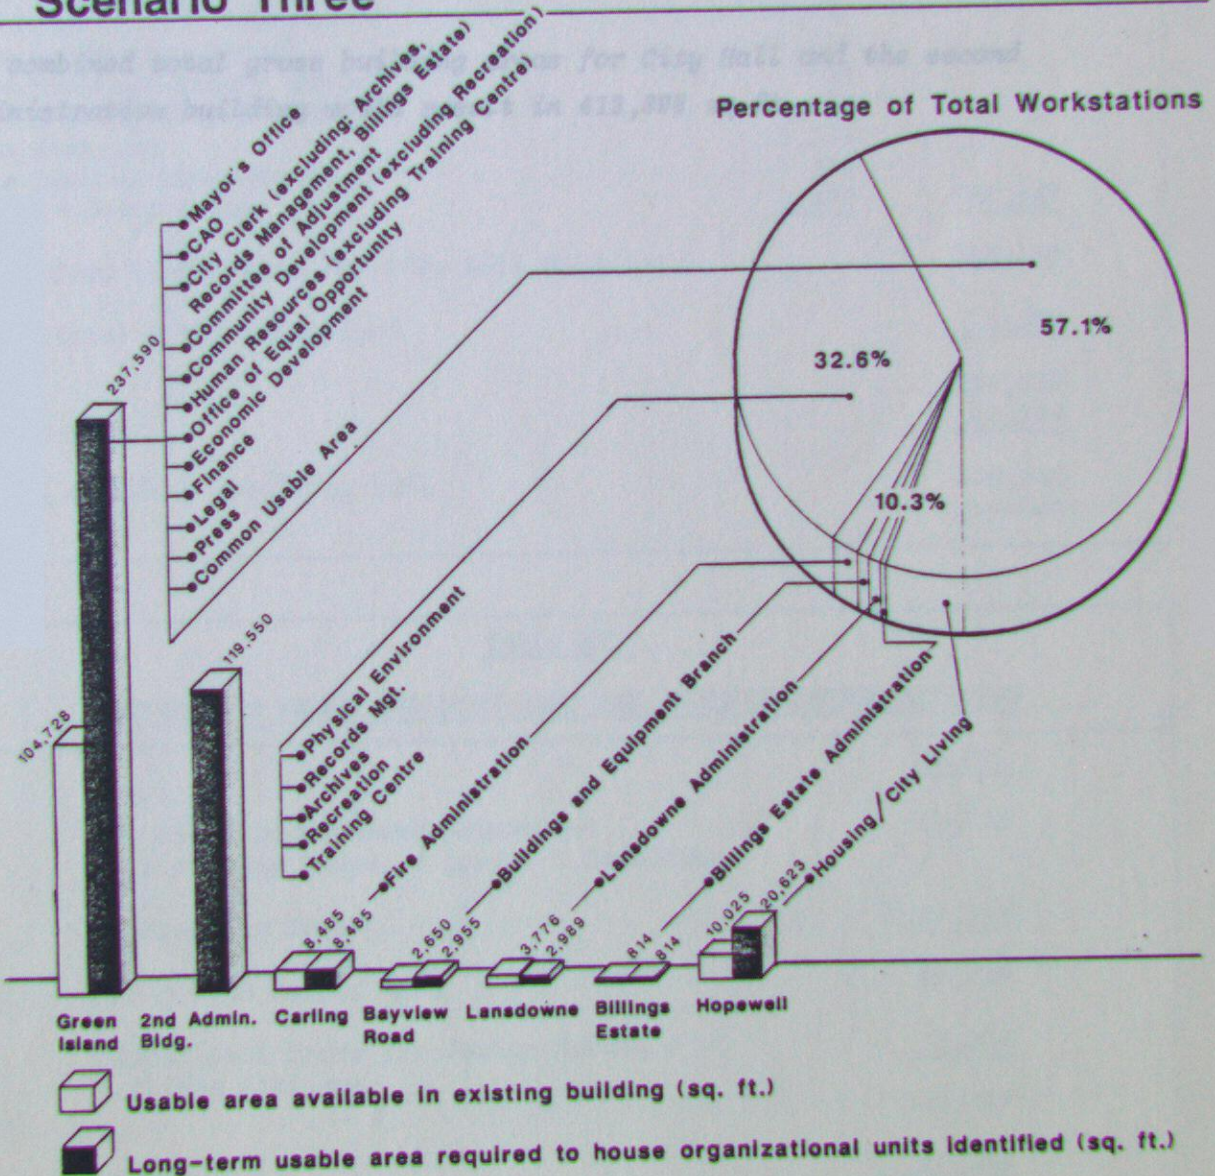 Scenario Three
Percentage of Total Workstations
Mayor's Office
CAO
City Clerk (excluding: Archives,
Records Management, Billings Estate)
Committee of Adjustment
Community Development (excluding Recreation)
Human Resources (excluding Training Centre)
Office of Equal Opportunity
Economic Development
Finance
Legal
Press
Common Usable Area
57.1%
32.6%
10.3%
237,590
104,728
119,550
Physical Environment
Records Mgt.
Archives
Recreation
Training Centre
Fire Administration
Buildings and Equipment Branch
Lansdowne Administration
Billings Estate Administration
Housing/City Living
8,485
8,485
2,650
2,955
3,776
2,989
814
814
10,025
20,623
Green
Island
2nd Admin.
Bldg.
Carling
Bayview
Road
Lansdowne
Billings
Estate
Hopewell
Usable area available in existing building (sq. ft.)
Long-term usable area required to house organizational units identified (sq. ft.)